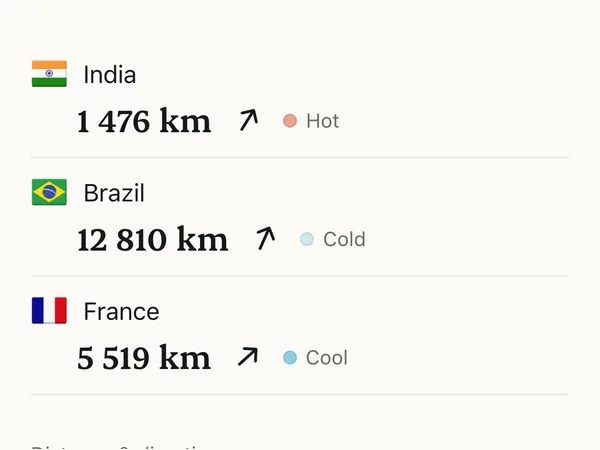 India
1 476 km
Hot
Brazil
12 810 km
Cold
France
5 519 km
Cool